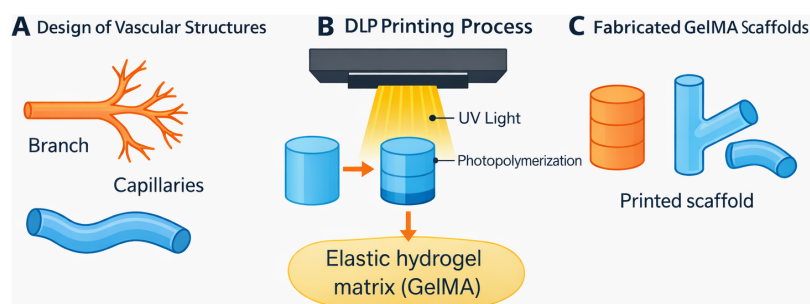 A Design of Vascular Structures
Branch
Capillaries
B DLP Printing Process
UV Light
Photopolymerization
Elastic hydrogel
matrix (GelMA)
C Fabricated GelMA Scaffolds
Printed scaffold